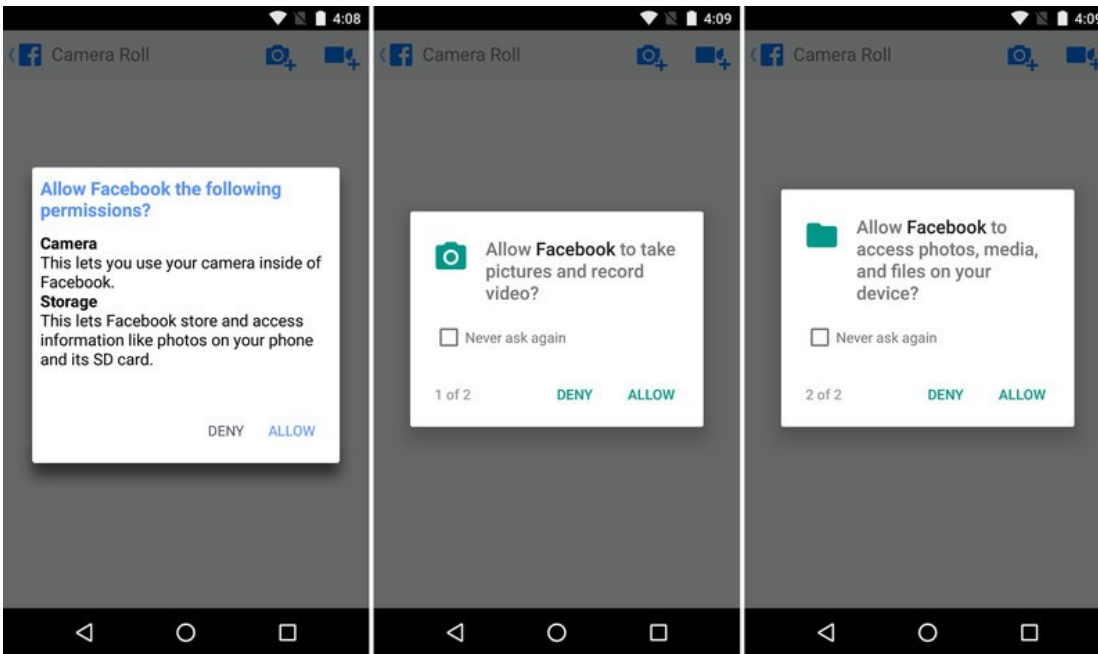 4:08
Camera Roll
Allow Facebook the following
permissions?
Camera
This lets you use your camera inside of
Facebook.
Storage
This lets Facebook store and access
information like photos on your phone
and its SD card.
DENY ALLOW
4:09
Camera Roll
Allow Facebook to take
pictures and record
video?
Never ask again
1 of 2 DENY ALLOW
4:09
Camera Roll
Allow Facebook to
access photos, media,
and files on your
device?
Never ask again
2 of 2 DENY ALLOW